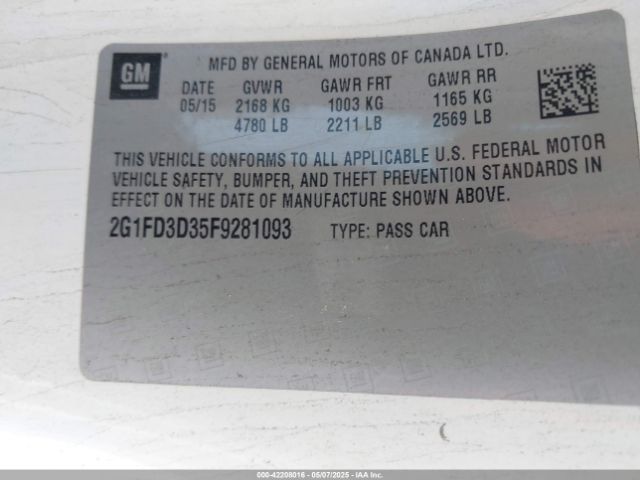 GM
MFD BY GENERAL MOTORS OF CANADA LTD.
DATE GVWR GAWR FRT GAWR RR
05/15 2168 KG 1003 KG 1165 KG
4780 LB 2211 LB 2569 LB
THIS VEHICLE CONFORMS TO ALL APPLICABLE U.S. FEDERAL MOTOR
VEHICLE SAFETY, BUMPER, AND THEFT PREVENTION STANDARDS IN
EFFECT ON THE DATE OF MANUFACTURE SHOWN ABOVE.
2G1FD3D35F9281093 TYPE: PASS CAR
000-42208016 - 05/07/2025 - IAA Inc.